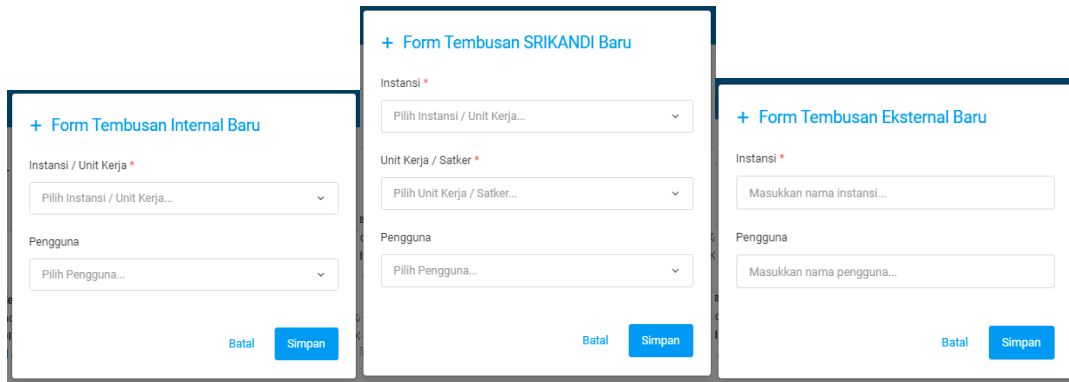 + Form Tembusan Internal Baru
Instansi / Unit Kerja *
Pilih Instansi / Unit Kerja...
Pengguna
Pilih Pengguna...
Batal
Simpan
+ Form Tembusan SRIKANDI Baru
Instansi *
Pilih Instansi / Unit Kerja...
Unit Kerja / Satker *
Pilih Unit Kerja / Satker...
Pengguna
Pilih Pengguna...
Batal
Simpan
+ Form Tembusan Eksternal Baru
Instansi *
Masukkan nama instansi...
Pengguna
Masukkan nama pengguna...
Batal
Simpan